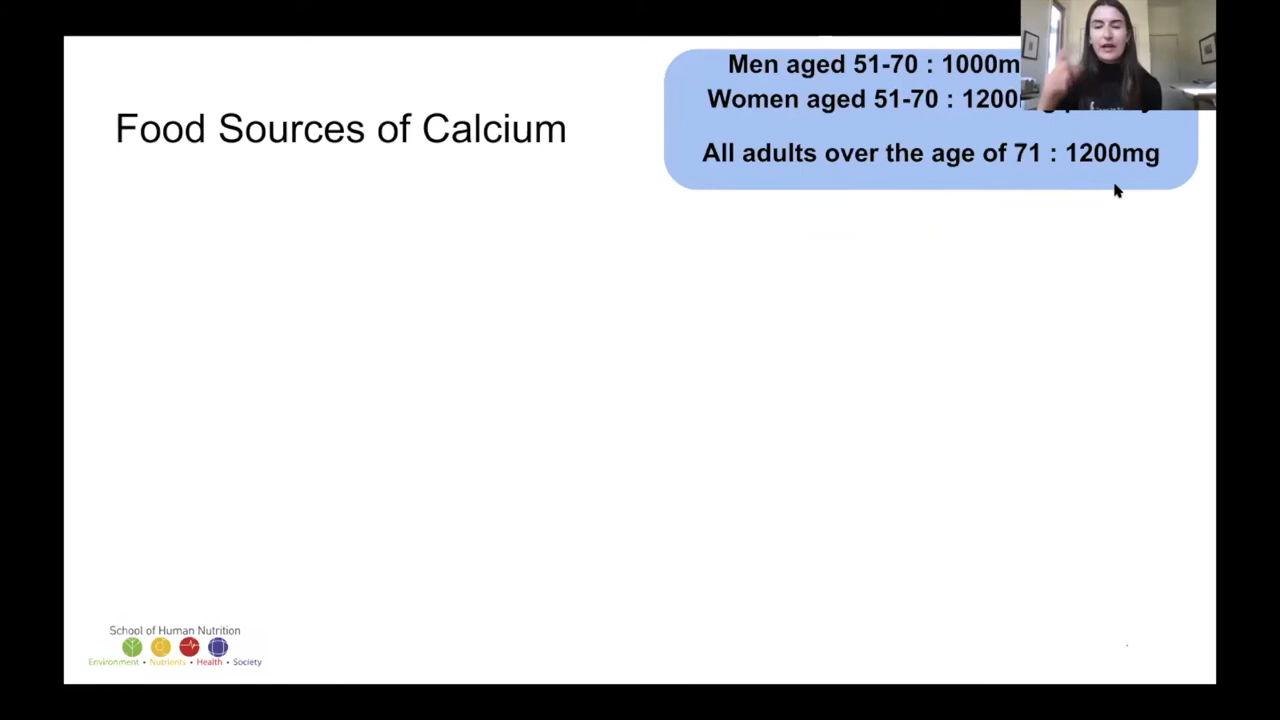 Men aged 51-70 : 1000m
Women aged 51-70 : 1200
Food Sources of Calcium
All adults over the age of 71 : 1200mg
School of Human Nutrition
Environment • Nutrients • Health • Society